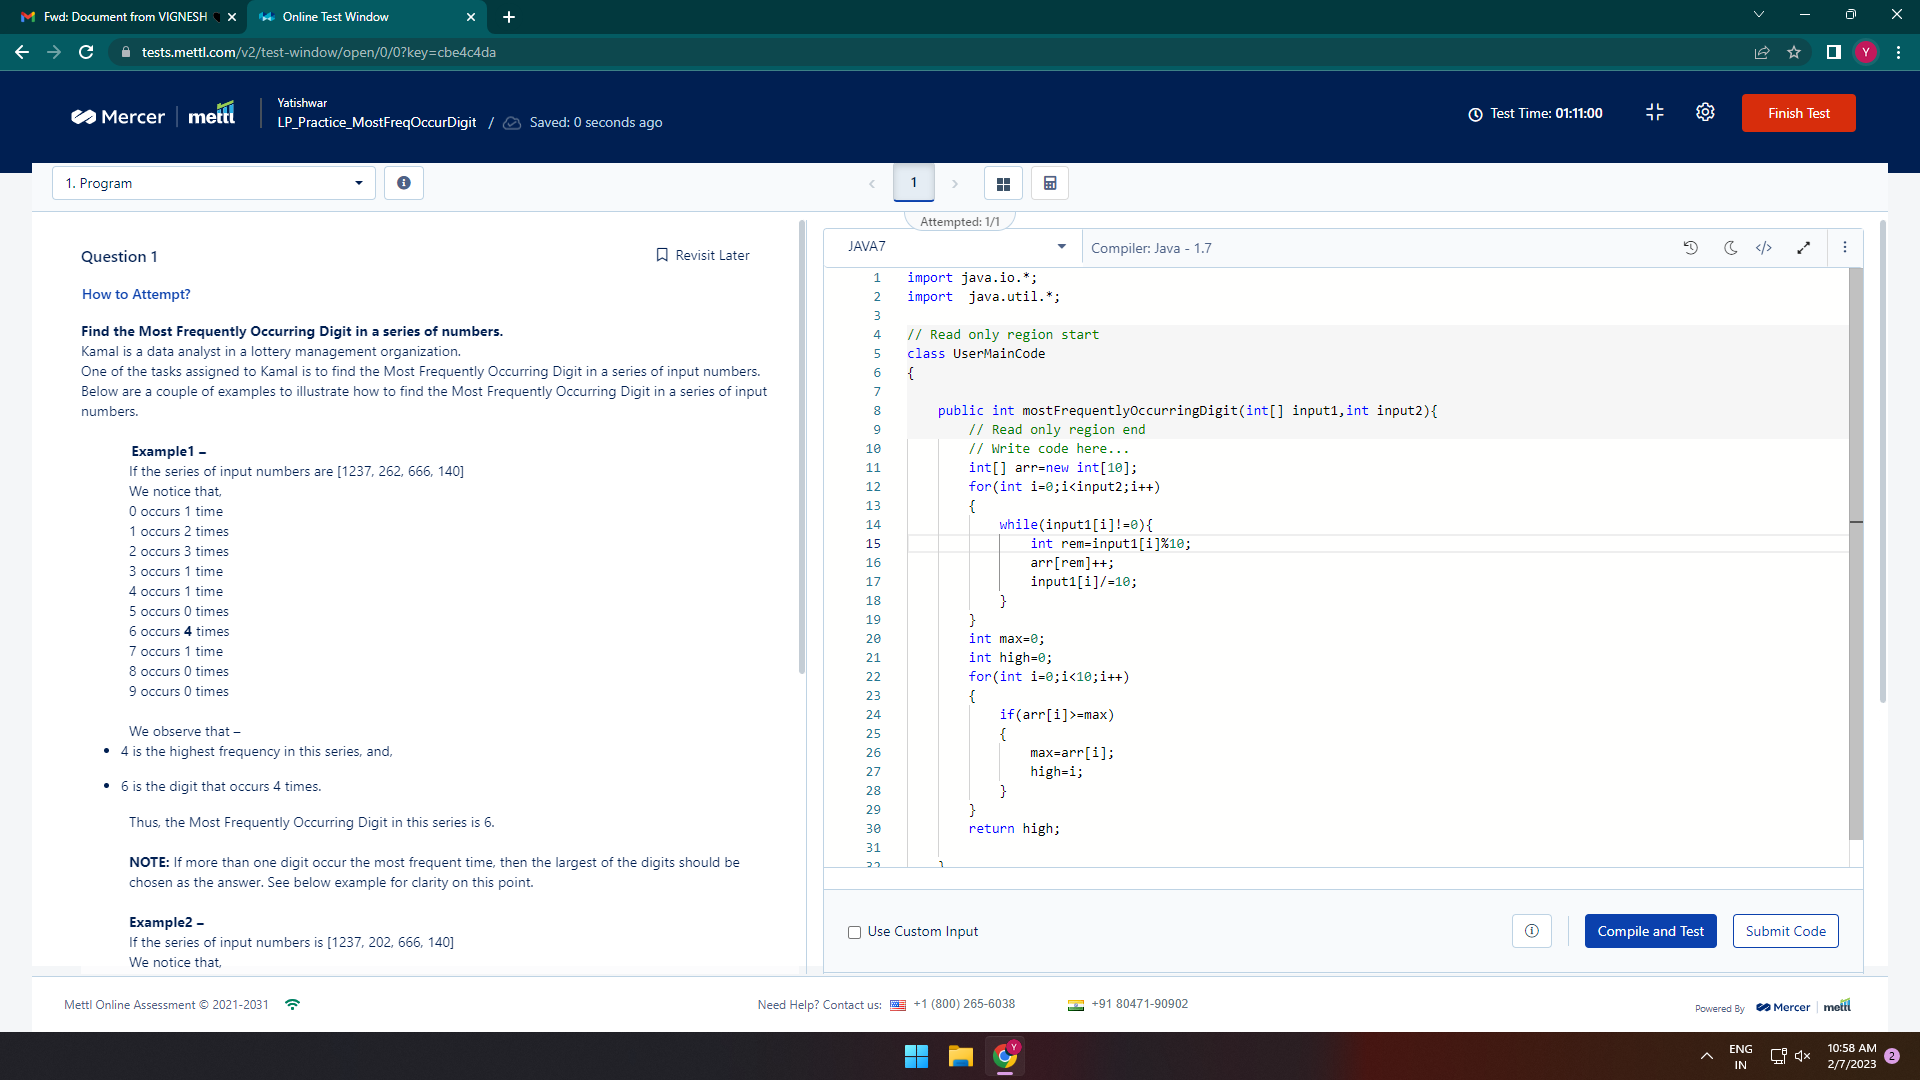 Fwd: Document from VIGNESH
Online Test Window
tests.mettl.com/v2/test-window/open/0/0?key=cbe4c4da
Y
Mercer
mettl
Yatishwar
LP_Practice_MostFreqOccurDigit / Saved: 0 seconds ago
Test Time: 01:11:00
Finish Test
1. Program
1
Attempted: 1/1
Question 1
Revisit Later
How to Attempt?
Find the Most Frequently Occurring Digit in a series of numbers.
Kamal is a data analyst in a lottery management organization.
One of the tasks assigned to Kamal is to find the Most Frequently Occurring Digit in a series of input numbers.
Below are a couple of examples to illustrate how to find the Most Frequently Occurring Digit in a series of input
numbers.
Example1 –
If the series of input numbers are [1237, 262, 666, 140]
We notice that,
0 occurs 1 time
1 occurs 2 times
2 occurs 3 times
3 occurs 1 time
4 occurs 1 time
5 occurs 0 times
6 occurs 4 times
7 occurs 1 time
8 occurs 0 times
9 occurs 0 times
We observe that –
• 4 is the highest frequency in this series, and,
• 6 is the digit that occurs 4 times.
Thus, the Most Frequently Occurring Digit in this series is 6.
NOTE: If more than one digit occur the most frequent time, then the largest of the digits should be
chosen as the answer. See below example for clarity on this point.
Example2 –
If the series of input numbers is [1237, 202, 666, 140]
We notice that,
JAVA7
Compiler: Java - 1.7
1 import java.io.*;
2 import  java.util.*;
3
4 // Read only region start
5 class UserMainCode
6 {
7
8 public int mostFrequentlyOccurringDigit(int[] input1,int input2){
9 // Read only region end
10 // Write code here...
11 int[] arr=new int[10];
12 for(int i=0;i<input2;i++)
13 {
14 while(input1[i]!=0){
15 int rem=input1[i]%10;
16 arr[rem]++;
17 input1[i]/=10;
18 }
19 }
20 int max=0;
21 int high=0;
22 for(int i=0;i<10;i++)
23 {
24 if(arr[i]>=max)
25 {
26 max=arr[i];
27 high=i;
28 }
29 }
30 return high;
31
32 }
Use Custom Input
Compile and Test
Submit Code
Mettl Online Assessment © 2021-2031
Need Help? Contact us: +1 (800) 265-6038
+91 80471-90902
Powered By Mercer mettl
Y
ENG
IN
10:58 AM
2/7/2023
2